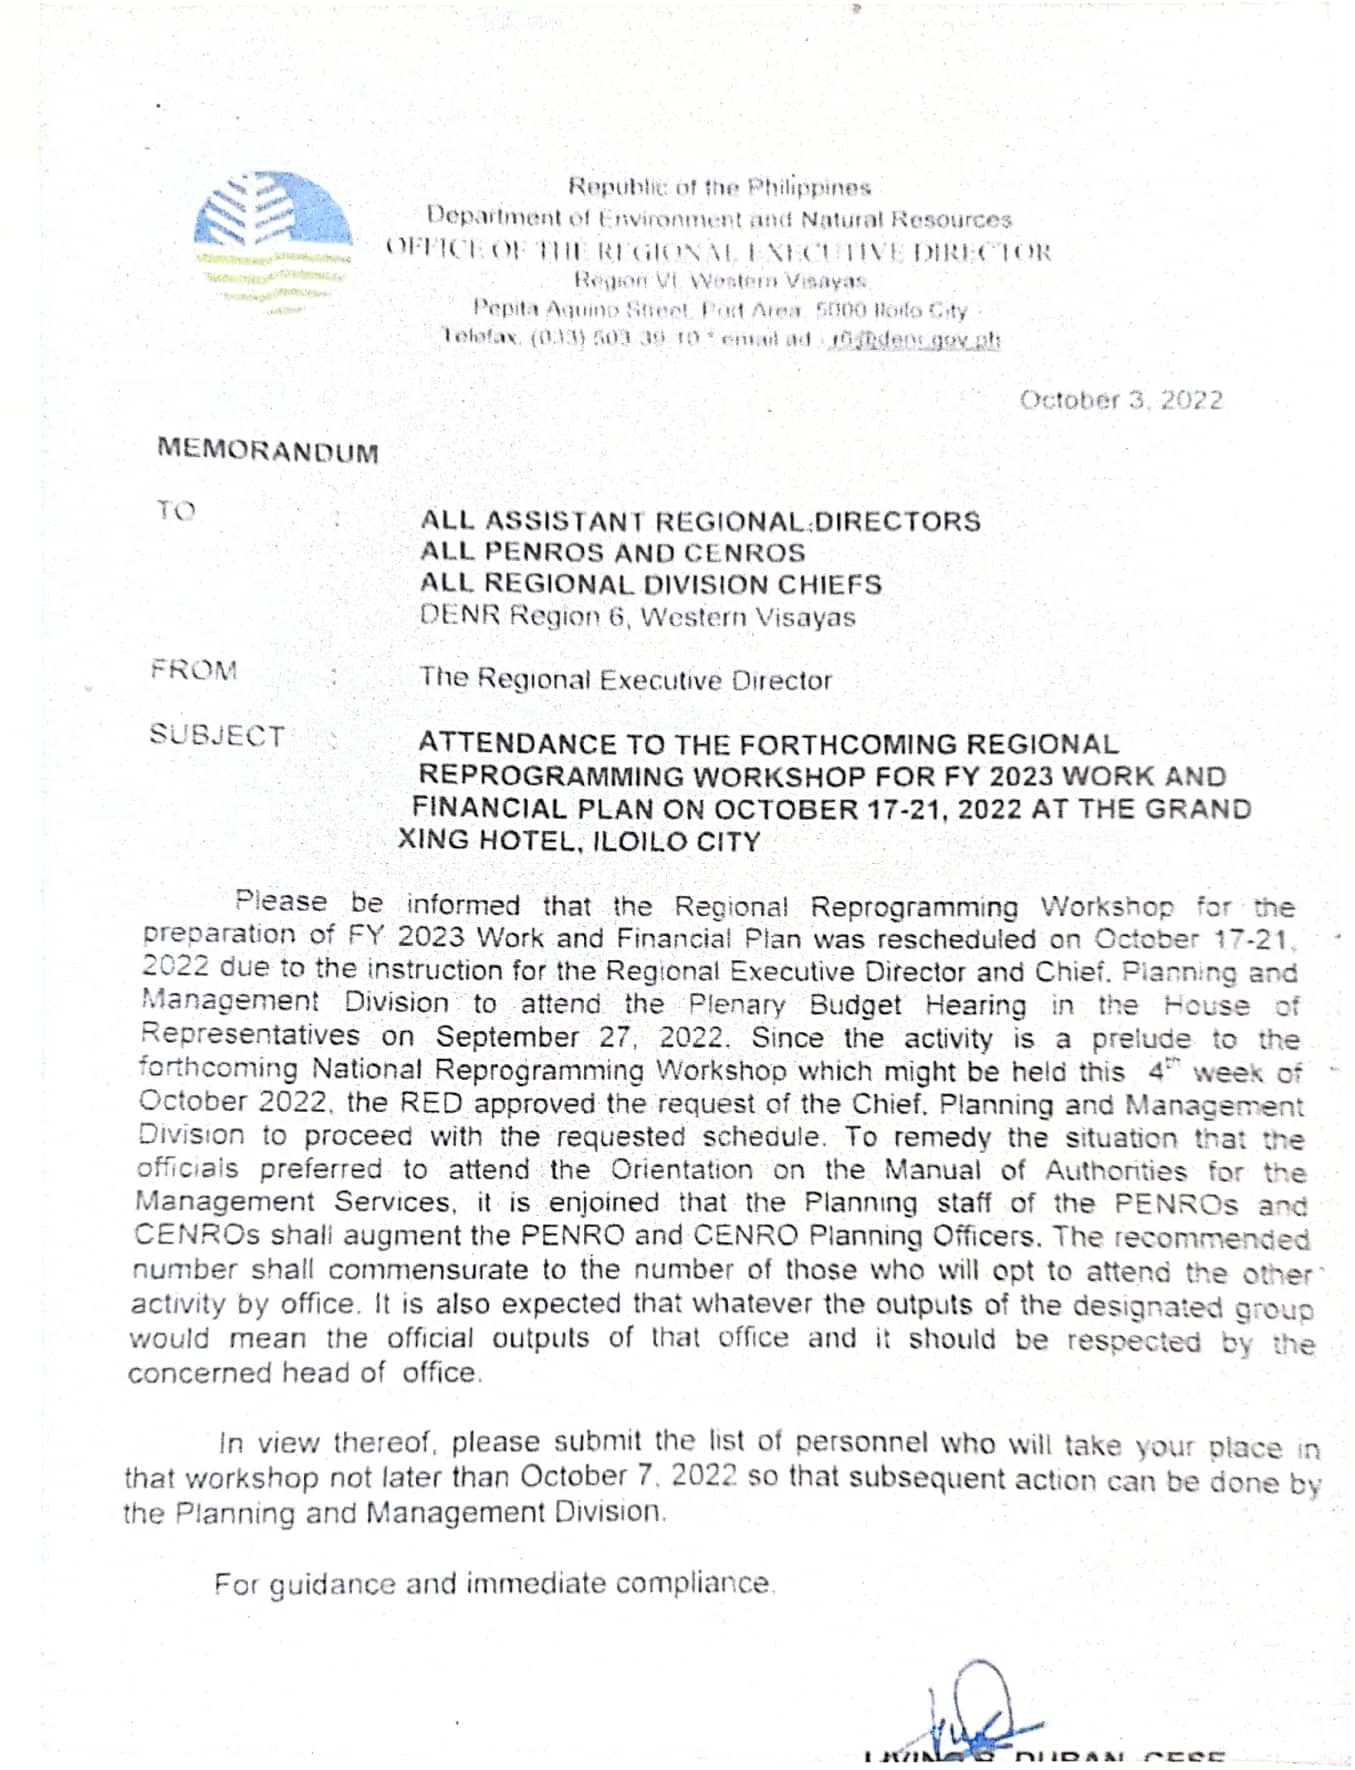 Republic of the Philippines
Department of Environment and Natural Resources
OFFICE OF THE REGIONAL EXECUTIVE DIRECTOR
Region VI, Western Visayas
Pepita Aquino Street, Port Area, 5000 Iloilo City
Telefax. (033) 503 39 10 * email ad : r6@denr.gov.ph
October 3, 2022
MEMORANDUM
TO : ALL ASSISTANT REGIONAL DIRECTORS
ALL PENROS AND CENROS
ALL REGIONAL DIVISION CHIEFS
DENR Region 6, Western Visayas
FROM : The Regional Executive Director
SUBJECT : ATTENDANCE TO THE FORTHCOMING REGIONAL
REPROGRAMMING WORKSHOP FOR FY 2023 WORK AND
FINANCIAL PLAN ON OCTOBER 17-21, 2022 AT THE GRAND
XING HOTEL, ILOILO CITY
Please be informed that the Regional Reprogramming Workshop for the
preparation of FY 2023 Work and Financial Plan was rescheduled on October 17-21,
2022 due to the instruction for the Regional Executive Director and Chief, Planning and
Management Division to attend the Plenary Budget Hearing in the House of
Representatives on September 27, 2022. Since the activity is a prelude to the
forthcoming National Reprogramming Workshop which might be held this 4th week of
October 2022, the RED approved the request of the Chief, Planning and Management
Division to proceed with the requested schedule. To remedy the situation that the
officials preferred to attend the Orientation on the Manual of Authorities for the
Management Services, it is enjoined that the Planning staff of the PENROs and
CENROs shall augment the PENRO and CENRO Planning Officers. The recommended
number shall commensurate to the number of those who will opt to attend the other
activity by office. It is also expected that whatever the outputs of the designated group
would mean the official outputs of that office and it should be respected by the
concerned head of office.
In view thereof, please submit the list of personnel who will take your place in
that workshop not later than October 7, 2022 so that subsequent action can be done by
the Planning and Management Division.
For guidance and immediate compliance.
DURAN, CESE